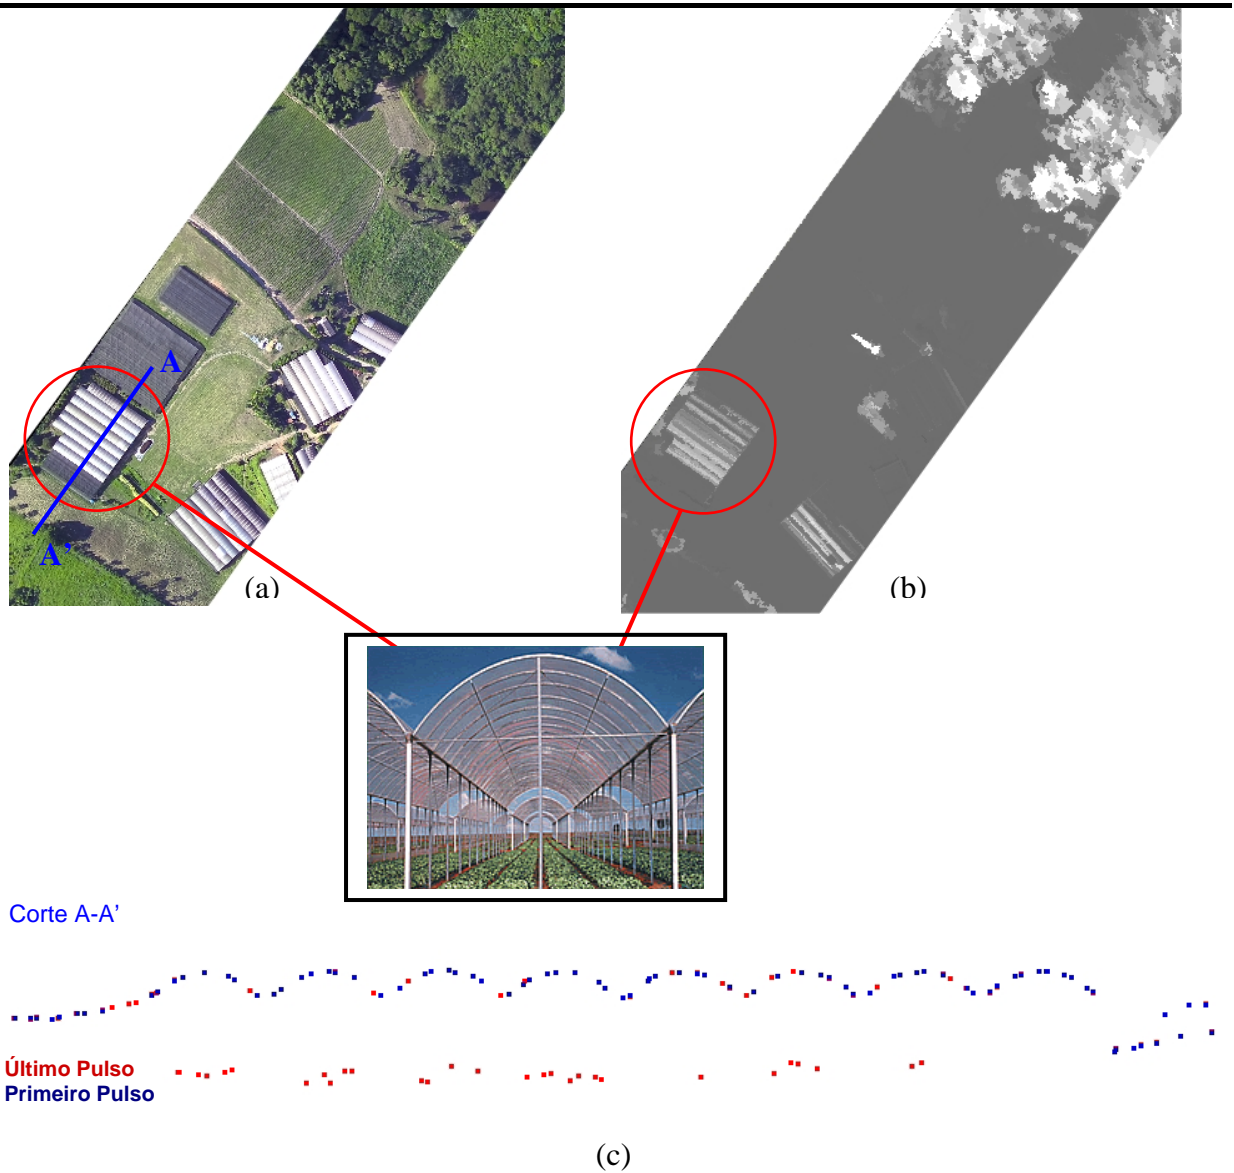 A
A’
(a)
(b)
Corte A-A’
Último Pulso
Primeiro Pulso
(c)